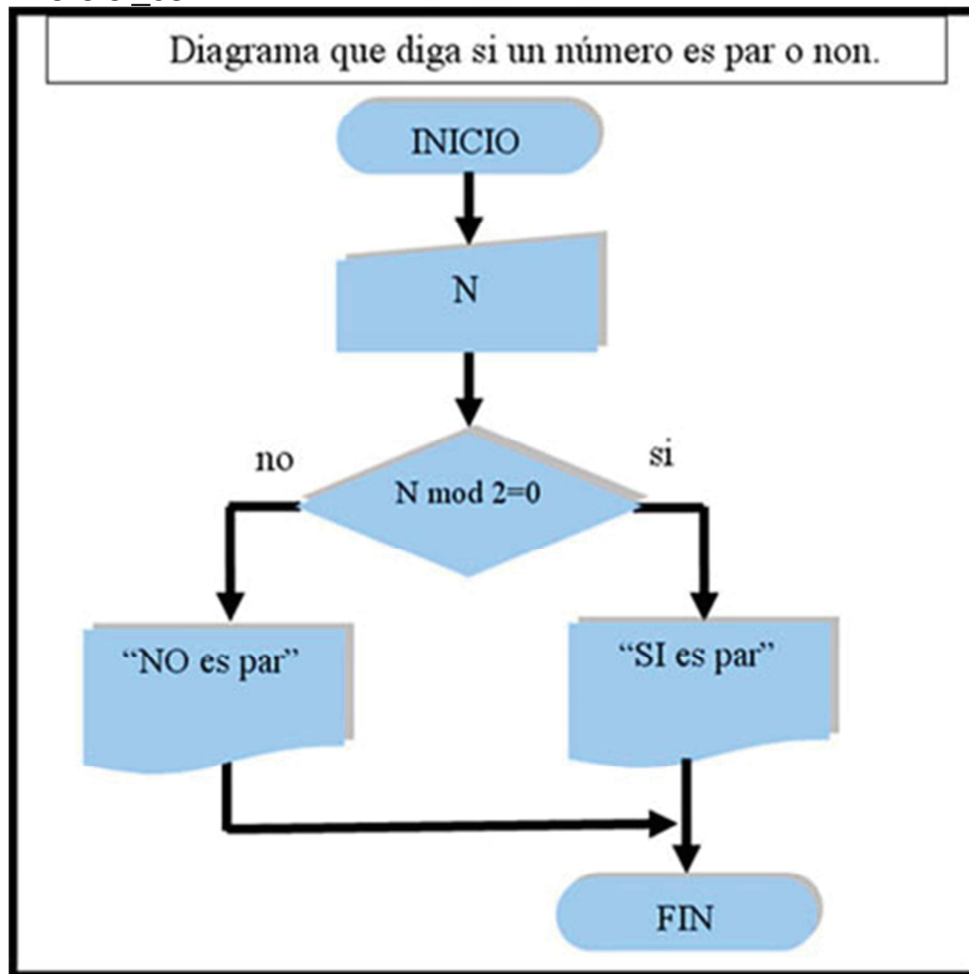 Diagrama que diga si un número es par o non.
INICIO
N
no
si
N mod 2=0
“NO es par”
“SI es par”
FIN